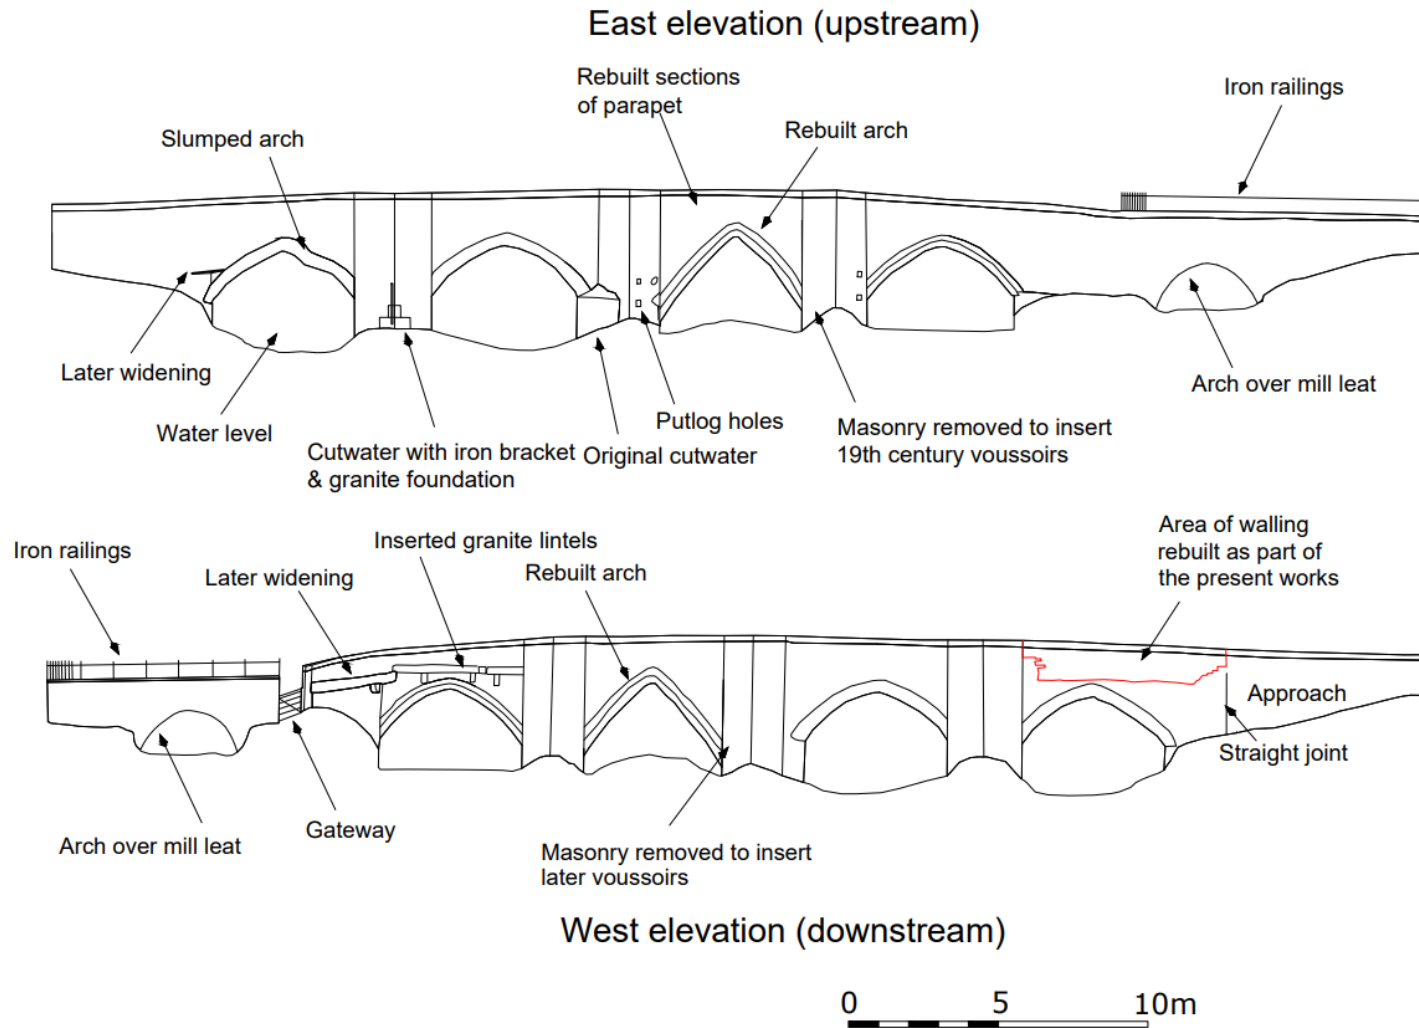 East elevation (upstream)
Rebuilt sections
of parapet
Iron railings
Rebuilt arch
Slumped arch
Later widening
Water level
Cutwater with iron bracket
& granite foundation
Original cutwater
Putlog holes
Masonry removed to insert
19th century voussoirs
Arch over mill leat
Iron railings
Later widening
Inserted granite lintels
Rebuilt arch
Area of walling
rebuilt as part of
the present works
Approach
Straight joint
Arch over mill leat
Gateway
Masonry removed to insert
later voussoirs
West elevation (downstream)
0 5 10m